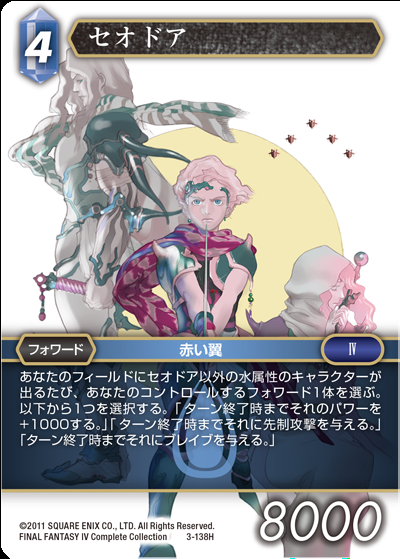 4
セオドア
フォワード
赤い翼
IV
あなたのフィールドにセオドア以外の水属性のキャラクターが
出るたび、あなたのコントロールするフォワード1体を選ぶ。
以下から1つを選択する。「ターン終了時までそれのパワーを
+1000する。」「ターン終了時までそれに先制攻撃を与える。」
「ターン終了時までそれにブレイブを与える。」
©2011 SQUARE ENIX CO., LTD. All Rights Reserved.
FINAL FANTASY IV Complete Collection 3-138H
8000